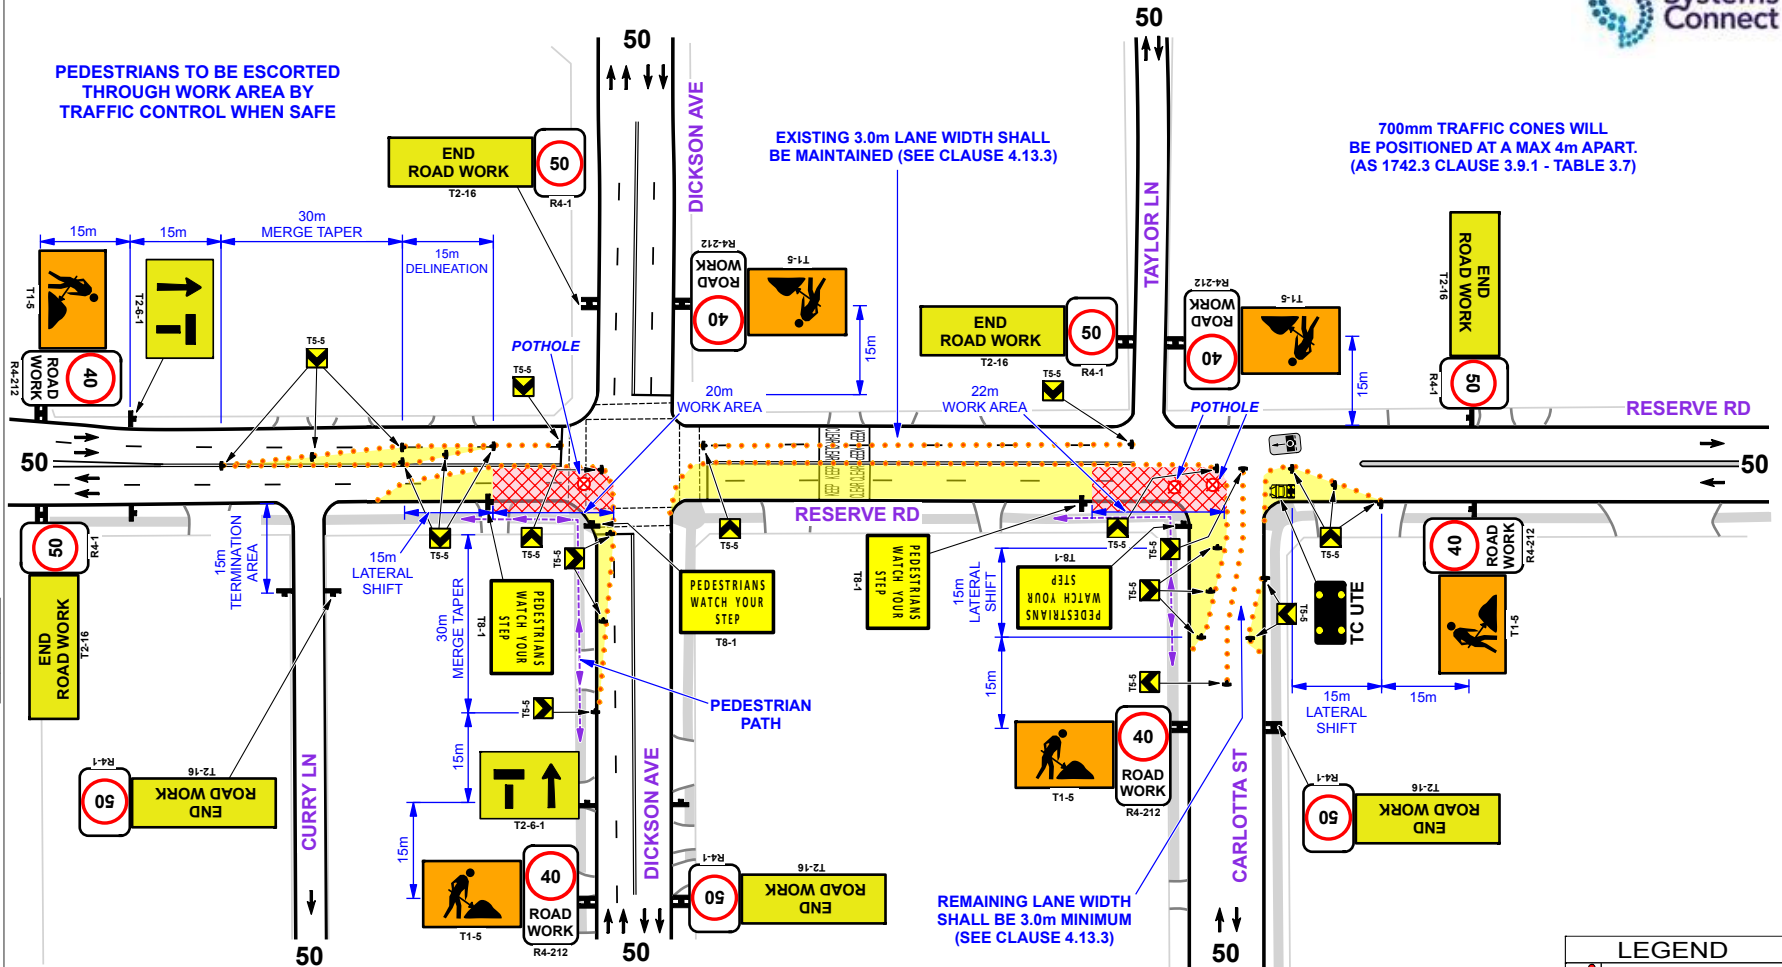 Systems
Connect
PEDESTRIANS TO BE ESCORTED
THROUGH WORK AREA BY
TRAFFIC CONTROL WHEN SAFE
50
DICKSON AVE
END
ROAD WORK
T2-16
50
R4-1
EXISTING 3.0m LANE WIDTH SHALL
BE MAINTAINED (SEE CLAUSE 4.13.3)
50
TAYLOR LN
700mm TRAFFIC CONES WILL
BE POSITIONED AT A MAX 4m APART.
(AS 1742.3 CLAUSE 3.9.1 - TABLE 3.7)
15m
15m
30m
MERGE TAPER
15m
DELINEATION
T1-5
T2-6-1
40
ROAD
WORK
R4-212
T5-5
R4-212
ROAD
WORK
40
T1-5
15m
POTHOLE
T5-5
20m
WORK AREA
END
ROAD WORK
T2-16
50
R4-1
22m
WORK AREA
T5-5
R4-212
ROAD
WORK
40
T1-5
15m
POTHOLE
END
ROAD WORK
T2-16
50
R4-1
RESERVE RD
50
KEEP
CLEAR
KEEP
CLEAR
KEEP
CLEAR
KEEP
CLEAR
50
RESERVE RD
50
R4-1
END
ROAD WORK
T2-16
15m
TERMINATION
AREA
15m
LATERAL
SHIFT
T5-5
T5-5
T5-5
30m
MERGE TAPER
PEDESTRIANS
WATCH YOUR
STEP
T8-1
PEDESTRIANS
WATCH YOUR
STEP
T8-1
T5-5
PEDESTRIANS
WATCH YOUR
STEP
T8-1
15m
LATERAL
SHIFT
T5-5
T8-1
PEDESTRIANS
WATCH YOUR
STEP
T5-5
T5-5
T5-5
T5-5
TC UTE
T5-5
40
ROAD
WORK
R4-212
T1-5
15m
LATERAL
SHIFT
15m
T5-5
PEDESTRIAN
PATH
15m
T2-6-1
15m
T1-5
40
ROAD
WORK
R4-212
R4-1
50
T2-16
END
ROAD WORK
CURRY LN
50
DICKSON AVE
50
R4-1
50
T2-16
END
ROAD WORK
15m
T1-5
40
ROAD
WORK
R4-212
REMAINING LANE WIDTH
SHALL BE 3.0m MINIMUM
(SEE CLAUSE 4.13.3)
CARLOTTA ST
50
R4-1
50
T2-16
END
ROAD WORK
LEGEND